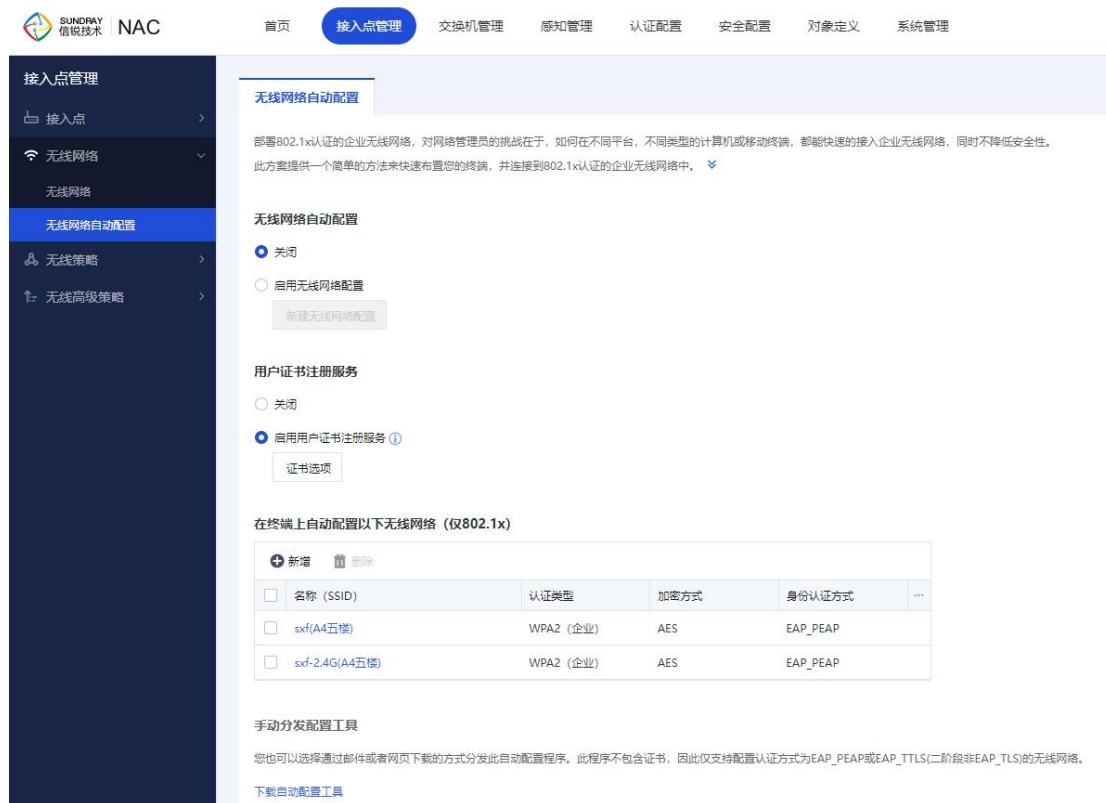 SUNDRAY
信锐技术
NAC
首页
接入点管理
交换机管理
感知管理
认证配置
安全配置
对象定义
系统管理
接入点管理
接入点
无线网络
无线网络
无线网络自动配置
无线策略
无线高级策略
无线网络自动配置
部署802.1x认证的企业无线网络，对网络管理员的挑战在于，如何在不同平台，不同类型的计算机或移动终端，都能快速的接入企业无线网络，同时不降低安全性。
此方案提供一个简单的方法来快速布置您的终端，并连接到802.1x认证的企业无线网络中。
无线网络自动配置
关闭
启用无线网络配置
新建无线网络配置
用户证书注册服务
关闭
启用用户证书注册服务
证书选项
在终端上自动配置以下无线网络（仅802.1x）
新增 删除
名称（SSID） 认证类型 加密方式 身份认证方式 ...
sxf(A4五楼) WPA2（企业） AES EAP_PEAP
sxf-2.4G(A4五楼) WPA2（企业） AES EAP_PEAP
手动分发配置工具
您也可以选择通过邮件或者网页下载的方式分发此自动配置程序。此程序不包含证书，因此仅支持配置认证方式为EAP_PEAP或EAP_TTLS(二阶段非EAP_TLS)的无线网络。
下载自动配置工具